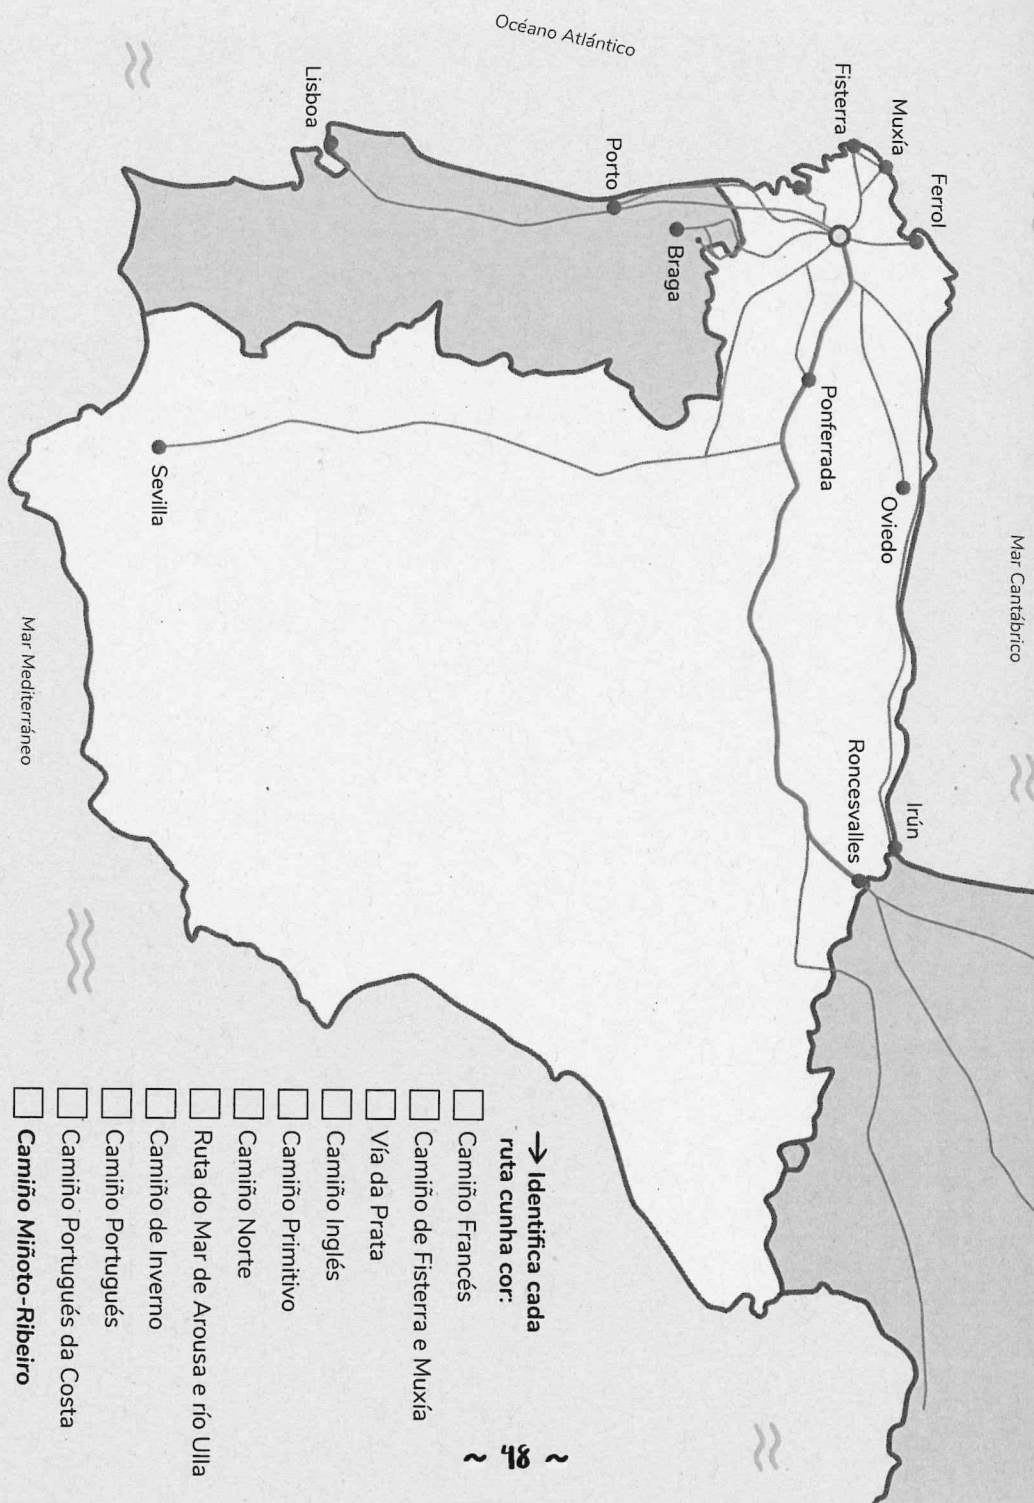 Mar Cantábrico
Océano Atlántico
Muxía
Fisterra
Ferrol
Oviedo
Irún
Roncesvalles
Ponferrada
Braga
Porto
Lisboa
Sevilla
Mar Mediterráneo
→ Identifica cada
ruta cunha cor:
Camiño Francés
Camiño de Fisterra e Muxía
Vía da Prata
Camiño Inglés
Camiño Primitivo
Camiño Norte
Ruta do Mar de Arousa e río Ulla
Camiño de Inverno
Camiño Portugués
Camiño Portugués da Costa
Camiño Miñoto-Ribeiro
~ 48 ~